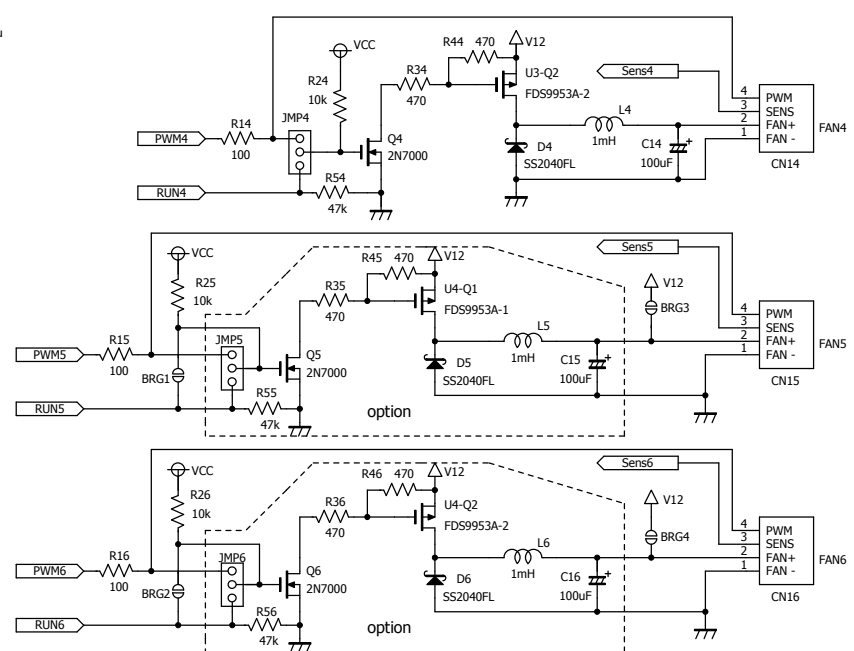 R44 470
V12
VCC
U3-Q2
FDS9953A-2
Sens4
R24
10k
R34
470
4 PWM
3 SENS
2 FAN+
1 FAN -
FAN4
CN14
R14
100
JMP4
PWM4
Q4
2N7000
L4
1mH
D4
SS2040FL
C14
100uF
+
RUN4
R54
47k
VCC
R45 470
V12
Sens5
R25
10k
R35
470
U4-Q1
FDS9953A-1
V12
BRG3
4 PWM
3 SENS
2 FAN+
1 FAN -
FAN5
CN15
R15
100
JMP5
PWM5
BRG1
Q5
2N7000
L5
1mH
D5
SS2040FL
C15
100uF
+
RUN5
R55
47k
option
VCC
R46 470
V12
Sens6
R26
10k
R36
470
U4-Q2
FDS9953A-2
V12
BRG4
4 PWM
3 SENS
2 FAN+
1 FAN -
FAN6
CN16
R16
100
JMP6
PWM6
BRG2
Q6
2N7000
L6
1mH
D6
SS2040FL
C16
100uF
+
RUN6
R56
47k
option